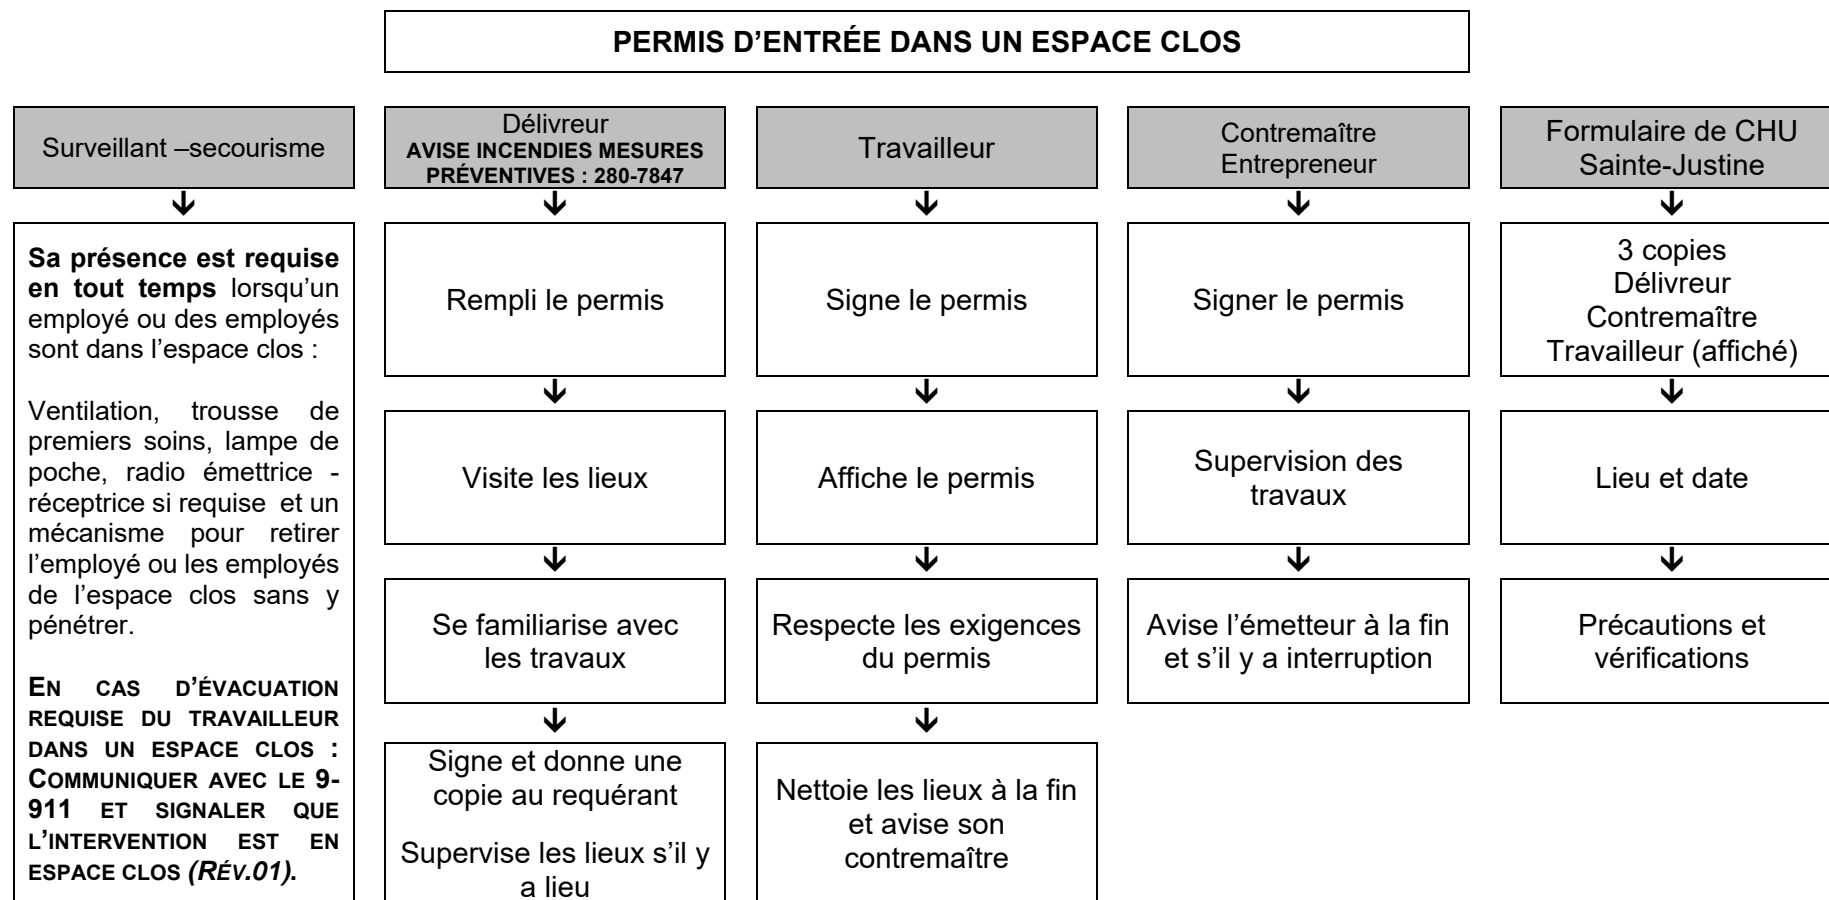 PERMIS D’ENTRÉE DANS UN ESPACE CLOS
Surveillant –secourisme
Sa présence est requise
en tout temps lorsqu’un
employé ou des employés
sont dans l’espace clos :
Ventilation, trousse de
premiers soins, lampe de
poche, radio émettrice -
réceptrice si requise et un
mécanisme pour retirer
l’employé ou les employés
de l’espace clos sans y
pénétrer.
EN CAS D’ÉVACUATION
REQUISE DU TRAVAILLEUR
DANS UN ESPACE CLOS :
COMMUNIQUER AVEC LE 9-
911 ET SIGNALER QUE
L’INTERVENTION EST EN
ESPACE CLOS (RÉV.01).
Délivreur
AVISE INCENDIES MESURES
PRÉVENTIVES : 280-7847
Rempli le permis
Visite les lieux
Se familiarise avec
les travaux
Signe et donne une
copie au requérant
Supervise les lieux s’il y
a lieu
Travailleur
Signe le permis
Affiche le permis
Respecte les exigences
du permis
Nettoie les lieux à la fin
et avise son
contremaître
Contremaître
Entrepreneur
Signer le permis
Supervision des
travaux
Avise l’émetteur à la fin
et s’il y a interruption
Formulaire de CHU
Sainte-Justine
3 copies
Délivreur
Contremaître
Travailleur (affiché)
Lieu et date
Précautions et
vérifications